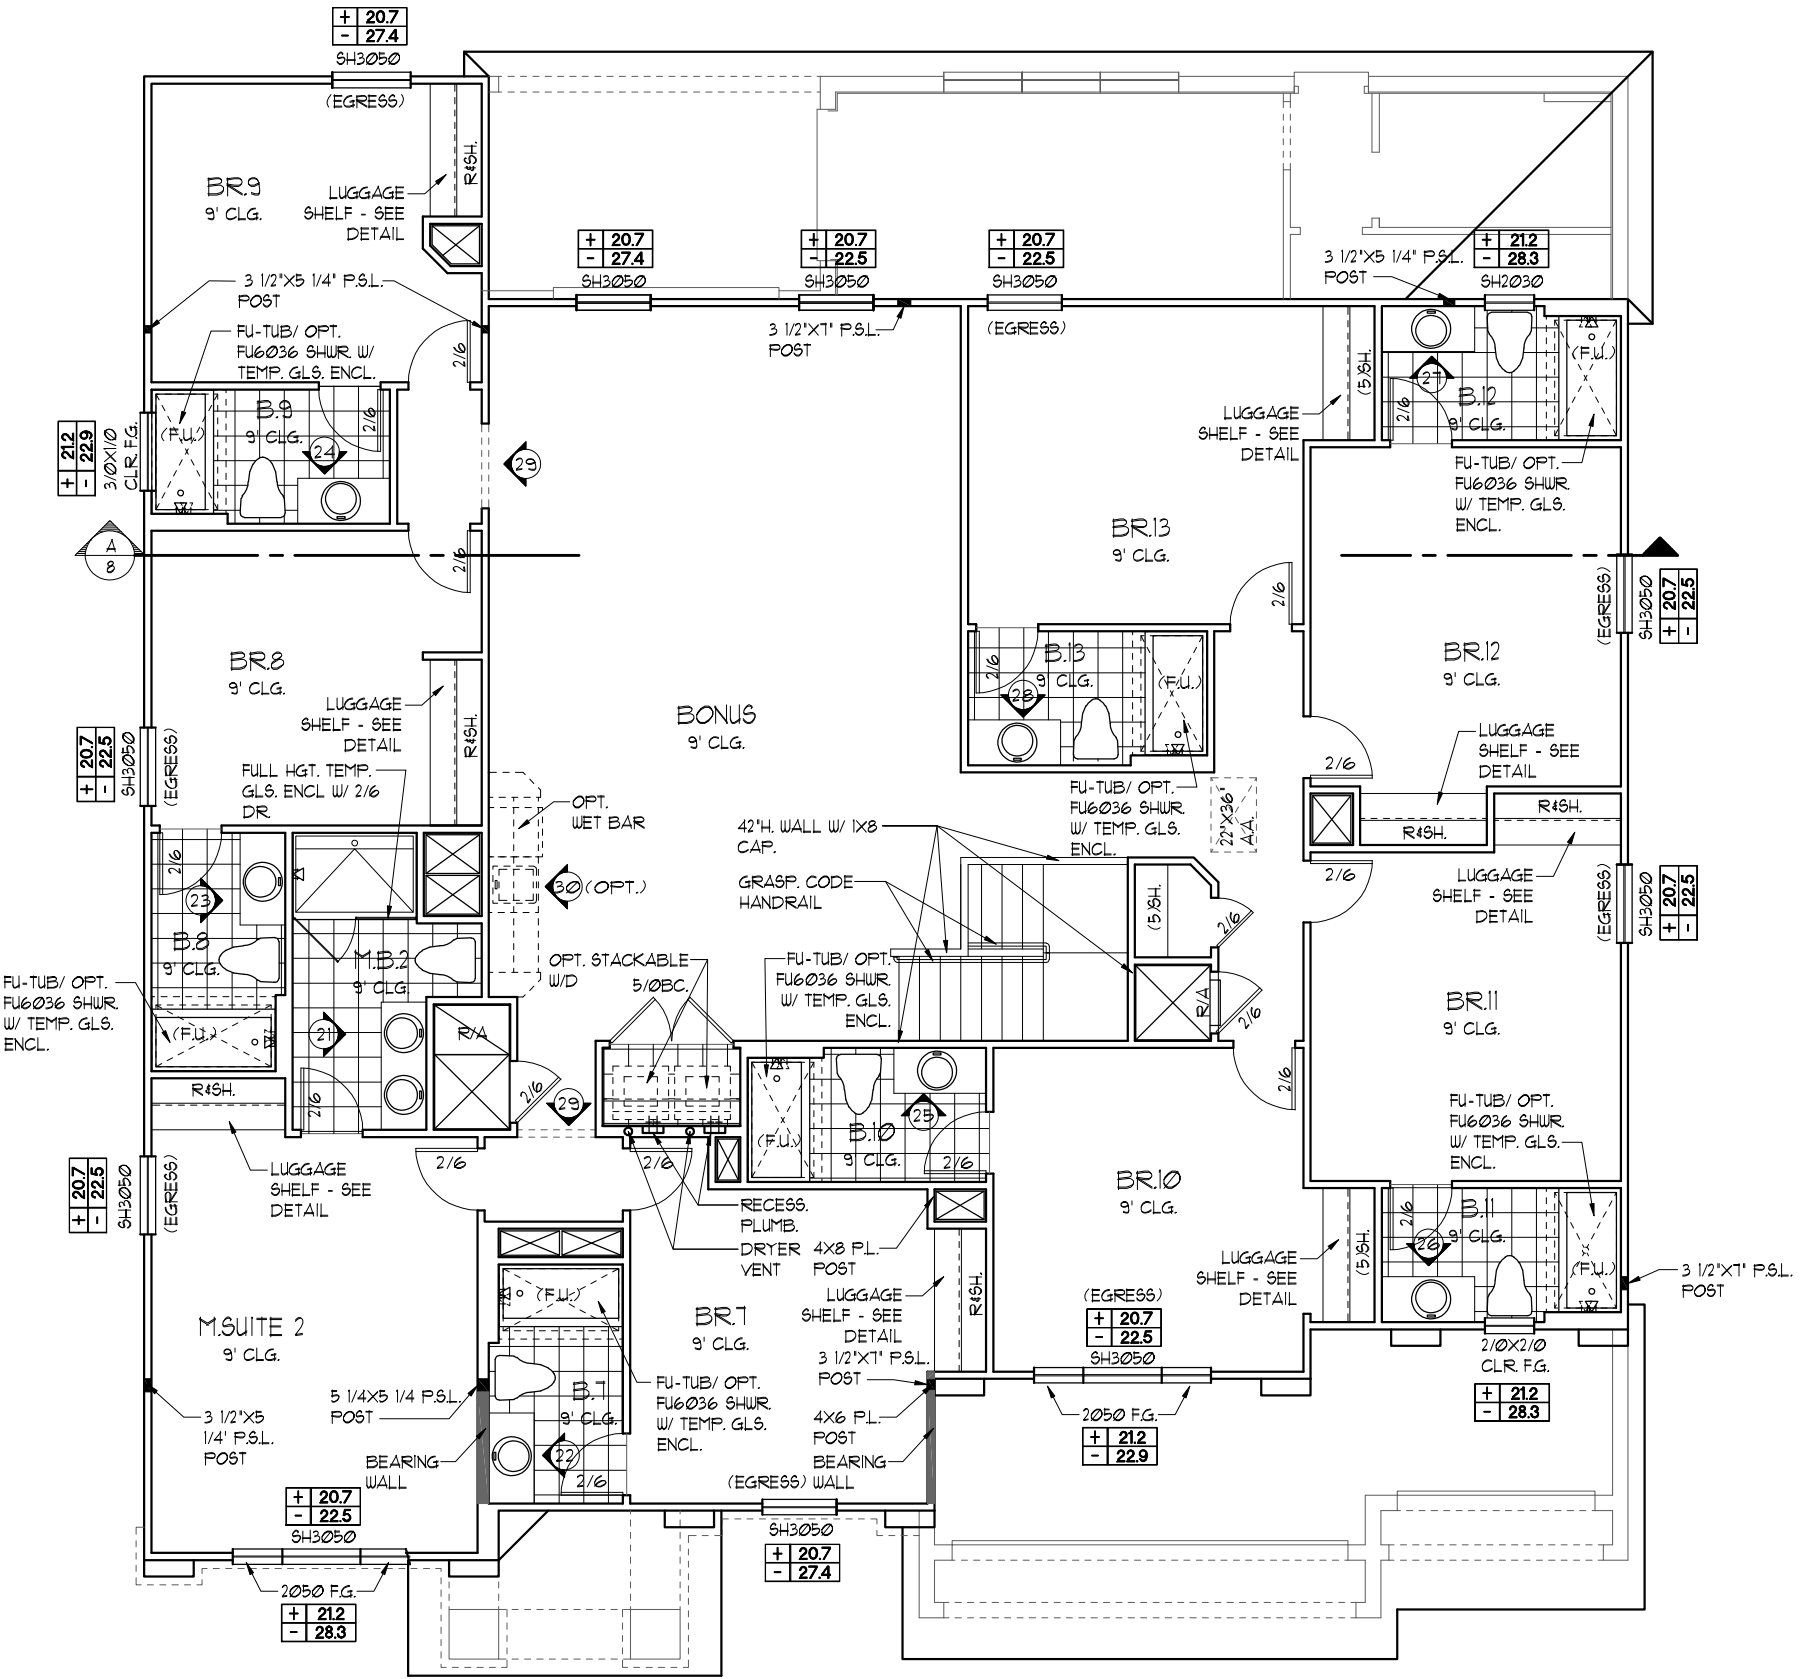 + 20.7
- 27.4
SH3050
(EGRESS)
BR.9
9' CLG.
LUGGAGE
SHELF - SEE
DETAIL
R&SH.
3 1/2"X5 1/4" P.S.L.
POST
FU-TUB/ OPT.
FU6036 SHWR. W/
TEMP. GLS. ENCL.
2/6
+ 20.7
- 27.4
SH3050
+ 20.7
- 22.5
SH3050
3 1/2"X7" P.S.L.
POST
+ 20.7
- 22.5
SH3050
(EGRESS)
3 1/2"X5 1/4" P.S.L.
POST
+ 21.2
- 28.3
SH2030
(F.U.)
27
B.12
9' CLG.
2/6
(5)SH.
LUGGAGE
SHELF - SEE
DETAIL
FU-TUB/ OPT.
FU6036 SHWR.
W/ TEMP. GLS.
ENCL.
+ 21.2
- 22.9
3/0X1/0
CLR. F.G.
(F.U.)
B.9
9' CLG.
24
2/6
29
A
8
2/6
BR.13
9' CLG.
2/6
BR.8
9' CLG.
LUGGAGE
SHELF - SEE
DETAIL
R&SH.
+ 20.7
- 22.5
SH3050
(EGRESS)
BONUS
9' CLG.
2/6
B.13
9' CLG.
28
(F.U.)
BR.12
9' CLG.
(EGRESS)
SH3050
+ 20.7
- 22.5
LUGGAGE
SHELF - SEE
DETAIL
2/6
R&SH.
R&SH.
FULL HGT. TEMP.
GLS. ENCL W/ 2/6
DR.
OPT.
WET BAR
30 (OPT.)
42"H. WALL W/ 1X8
CAP.
GRASP. CODE
HANDRAIL
FU-TUB/ OPT.
FU6036 SHWR.
W/ TEMP. GLS.
ENCL.
22"X36"
A.A.
2/6
LUGGAGE
SHELF - SEE
DETAIL
(EGRESS)
SH3050
+ 20.7
- 22.5
2/6
23
B.8
9' CLG.
(F.U.)
FU-TUB/ OPT.
FU6036 SHWR.
W/ TEMP. GLS.
ENCL.
M.B.2
9' CLG.
21
R/A
2/6
2/6
OPT. STACKABLE
W/D
5/0BC.
FU-TUB/ OPT.
FU6036 SHWR.
W/ TEMP. GLS.
ENCL.
(5)SH.
2/6
R/A
2/6
BR.11
9' CLG.
R&SH.
29
(F.U.)
B.10
9' CLG.
25
2/6
2/6
BR.10
9' CLG.
FU-TUB/ OPT.
FU6036 SHWR.
W/ TEMP. GLS.
ENCL.
+ 20.7
- 22.5
SH3050
(EGRESS)
LUGGAGE
SHELF - SEE
DETAIL
2/6
2/6
RECESS.
PLUMB.
DRYER
VENT
4X8 P.L.
POST
LUGGAGE
SHELF - SEE
DETAIL
R&SH.
LUGGAGE
SHELF - SEE
DETAIL
(5)SH.
2/6
B.11
9' CLG.
26
(F.U.)
3 1/2"X7" P.S.L.
POST
M.SUITE 2
9' CLG.
(F.U.)
BR.7
9' CLG.
3 1/2"X7" P.S.L.
POST
(EGRESS)
+ 20.7
- 22.5
SH3050
2/0X2/0
CLR. F.G.
+ 21.2
- 28.3
3 1/2"X5
1/4' P.S.L.
POST
5 1/4X5 1/4 P.S.L.
POST
BEARING
WALL
B.7
9' CLG.
22
2/6
FU-TUB/ OPT.
FU6036 SHWR.
W/ TEMP. GLS.
ENCL.
4X6 P.L.
POST
BEARING
WALL
(EGRESS)
2050 F.G.
+ 21.2
- 22.9
+ 20.7
- 22.5
SH3050
2050 F.G.
+ 21.2
- 28.3
SH3050
+ 20.7
- 27.4